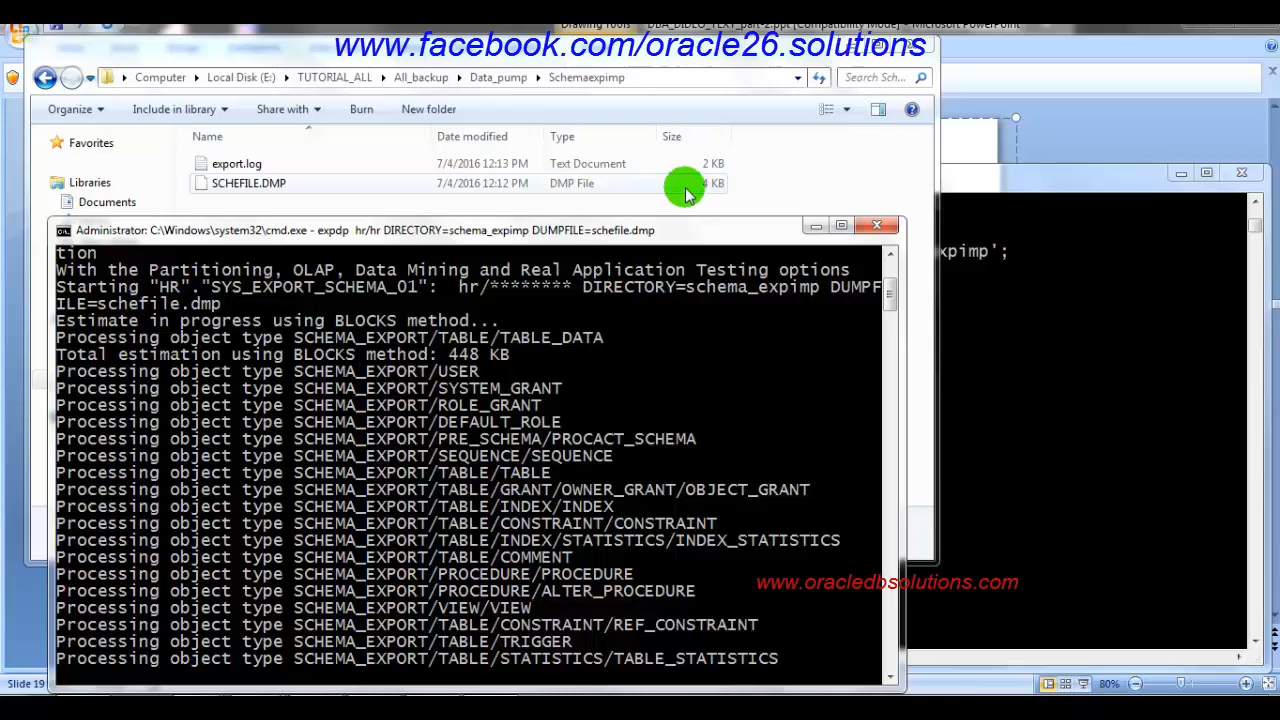 Drawing Tools DBA_DIDEO_TEXT_part-2.ppt [Compatibility Mode] - Microsoft PowerPoint
www.facebook.com/oracle26.solutions
Computer Local Disk (E:) TUTORIAL_ALL All_backup Data_pump Schemaexpimp Search Sch...
Organize Include in library Share with Burn New folder
Name Date modified Type Size
Favorites
export.log 7/4/2016 12:13 PM Text Document 2 KB
Libraries
SCHEFILE.DMP 7/4/2016 12:12 PM DMP File 4 KB
Documents
Administrator: C:\Windows\system32\cmd.exe - expdp hr/hr DIRECTORY=schema_expimp DUMPFILE=schefile.dmp
xpimp';
tion
With the Partitioning, OLAP, Data Mining and Real Application Testing options
Starting "HR"."SYS_EXPORT_SCHEMA_01": hr/******** DIRECTORY=schema_expimp DUMPF
ILE=schefile.dmp
Estimate in progress using BLOCKS method...
Processing object type SCHEMA_EXPORT/TABLE/TABLE_DATA
Total estimation using BLOCKS method: 448 KB
Processing object type SCHEMA_EXPORT/USER
Processing object type SCHEMA_EXPORT/SYSTEM_GRANT
Processing object type SCHEMA_EXPORT/ROLE_GRANT
Processing object type SCHEMA_EXPORT/DEFAULT_ROLE
Processing object type SCHEMA_EXPORT/PRE_SCHEMA/PROCACT_SCHEMA
Processing object type SCHEMA_EXPORT/SEQUENCE/SEQUENCE
Processing object type SCHEMA_EXPORT/TABLE/TABLE
Processing object type SCHEMA_EXPORT/TABLE/GRANT/OWNER_GRANT/OBJECT_GRANT
Processing object type SCHEMA_EXPORT/TABLE/INDEX/INDEX
Processing object type SCHEMA_EXPORT/TABLE/CONSTRAINT/CONSTRAINT
Processing object type SCHEMA_EXPORT/TABLE/INDEX/STATISTICS/INDEX_STATISTICS
Processing object type SCHEMA_EXPORT/TABLE/COMMENT
Processing object type SCHEMA_EXPORT/PROCEDURE/PROCEDURE
www.oracledbsolutions.com
Processing object type SCHEMA_EXPORT/PROCEDURE/ALTER_PROCEDURE
Processing object type SCHEMA_EXPORT/VIEW/VIEW
Processing object type SCHEMA_EXPORT/TABLE/CONSTRAINT/REF_CONSTRAINT
Processing object type SCHEMA_EXPORT/TABLE/TRIGGER
Processing object type SCHEMA_EXPORT/TABLE/STATISTICS/TABLE_STATISTICS
Slide 19 80%